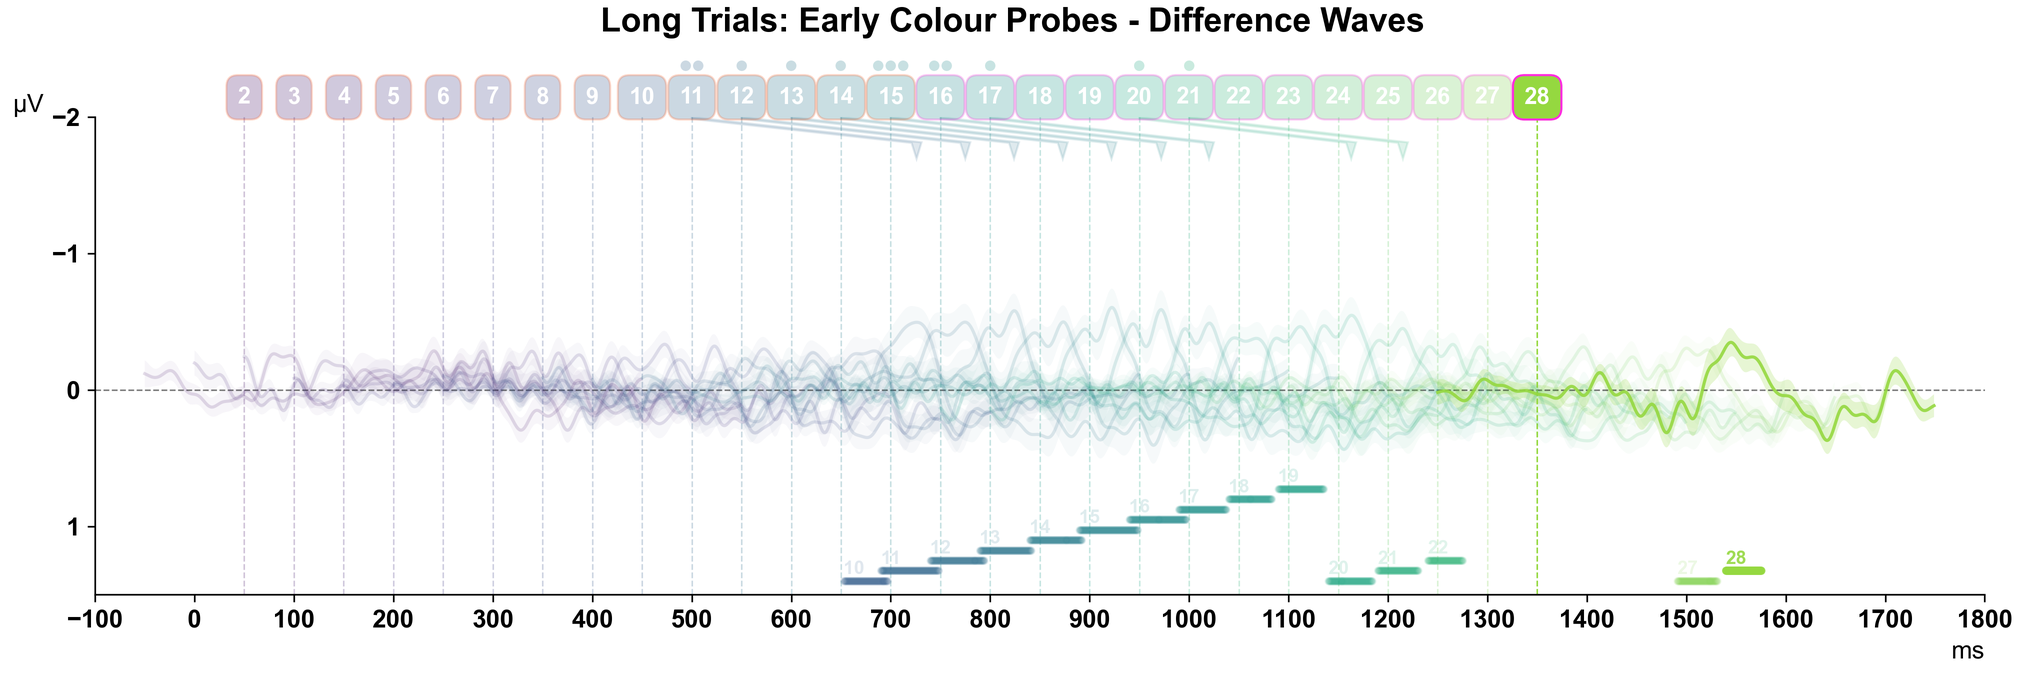 Long Trials: Early Colour Probes - Difference Waves
2 3 4 5 6 7 8 9 10 11 12 13 14 15 16 17 18 19 20 21 22 23 24 25 26 27 28
µV
−2
−1
0
1
19
18
17
16
15
14
13
12 22
10 11 20 21 27 28
−100 0 100 200 300 400 500 600 700 800 900 1000 1100 1200 1300 1400 1500 1600 1700 1800
ms